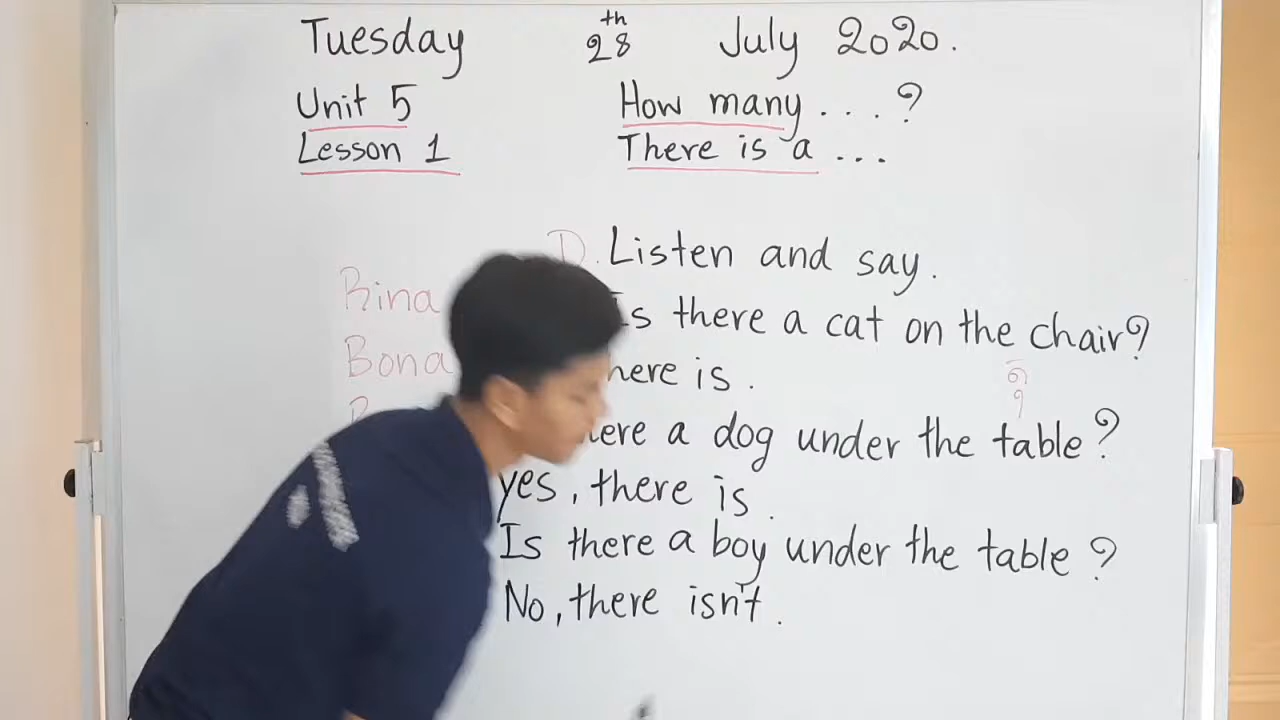 Tuesday 28th July 2020.
Unit 5 How many ...?
Lesson 1 There is a ...
D. Listen and say.
Rina Is there a cat on the chair?
Bona here is.
here a dog under the table?
yes, there is.
Is there a boy under the table?
No, there isn't.